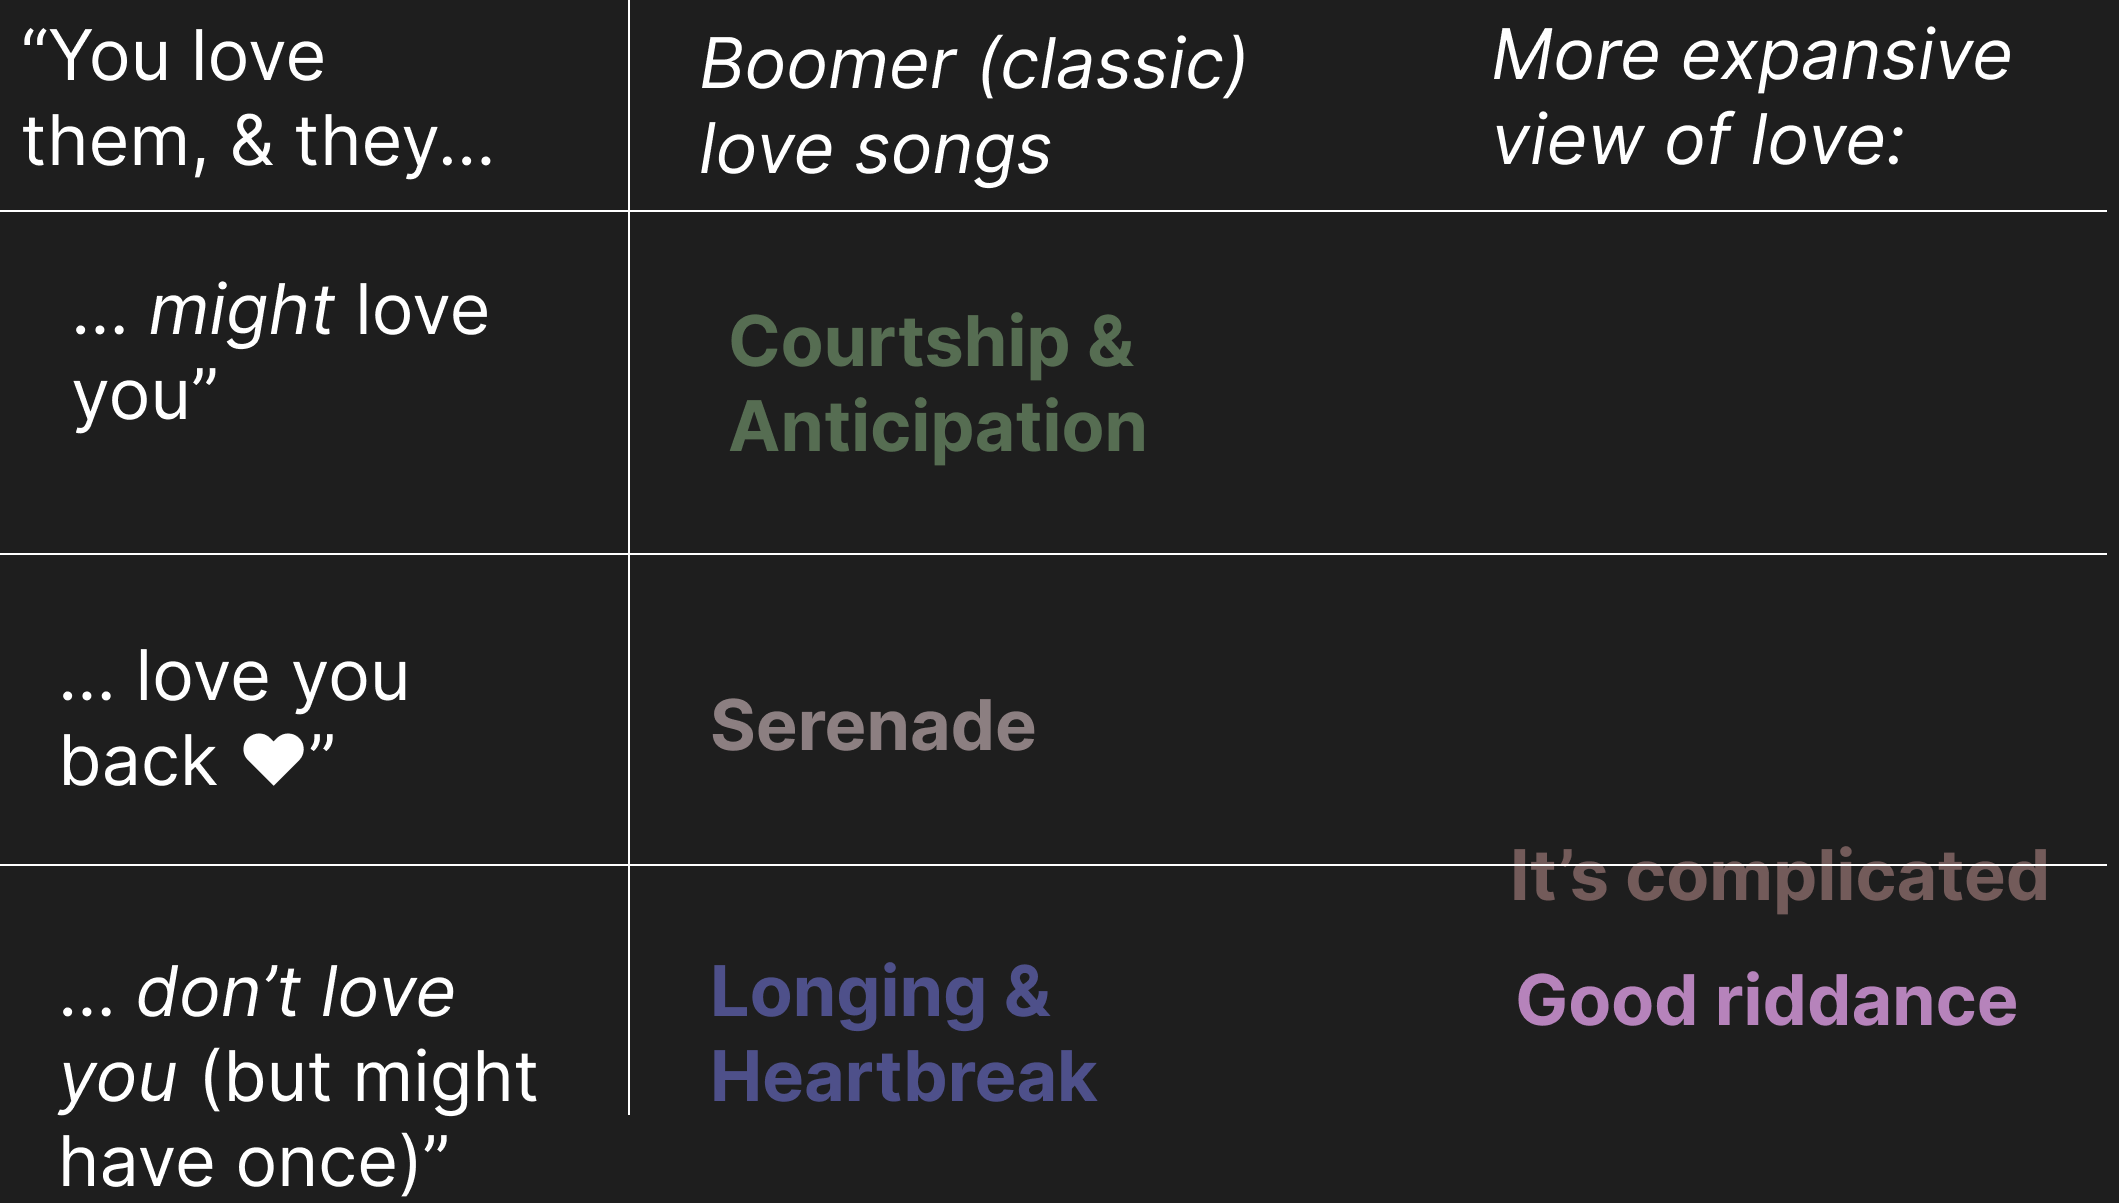 “You love
them, & they...
Boomer (classic)
love songs
More expansive
view of love:
... might love
you”
Courtship &
Anticipation
... love you
back ♥”
Serenade
It’s complicated
... don’t love
you (but might
have once)”
Longing &
Heartbreak
Good riddance